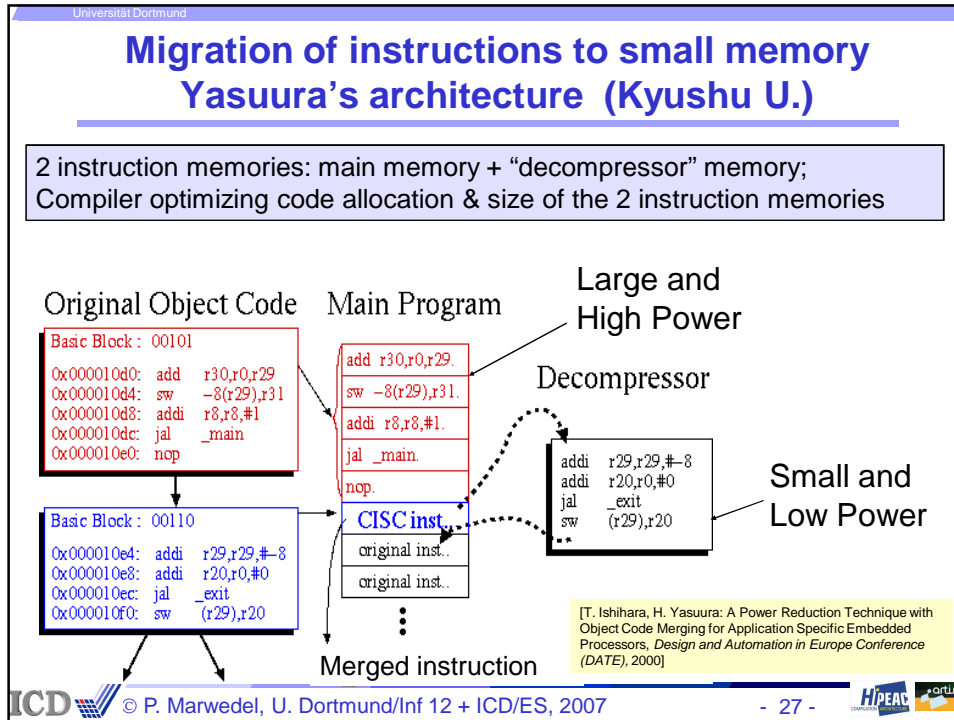 Universität Dortmund
Migration of instructions to small memory
Yasuura's architecture (Kyushu U.)
2 instruction memories: main memory + “decompressor” memory;
Compiler optimizing code allocation & size of the 2 instruction memories
Original Object Code
Basic Block : 00101
0x000010d0: add r30,r0,r29
0x000010d4: sw −8(r29),r31
0x000010d8: addi r8,r8,#1
0x000010dc: jal _main
0x000010e0: nop
Basic Block : 00110
0x000010e4: addi r29,r29,#−8
0x000010e8: addi r20,r0,#0
0x000010ec: jal _exit
0x000010f0: sw (r29),r20
Main Program
add r30,r0,r29.
sw −8(r29),r31.
addi r8,r8,#1.
jal _main.
nop.
CISC inst..
original inst..
original inst..
Merged instruction
Large and
High Power
Decompressor
addi r29,r29,#−8
addi r20,r0,#0
jal _exit
sw (r29),r20
Small and
Low Power
[T. Ishihara, H. Yasuura: A Power Reduction Technique with
Object Code Merging for Application Specific Embedded
Processors, Design and Automation in Europe Conference
(DATE), 2000]
ICD
© P. Marwedel, U. Dortmund/Inf 12 + ICD/ES, 2007
- 27 -
HiPEAC